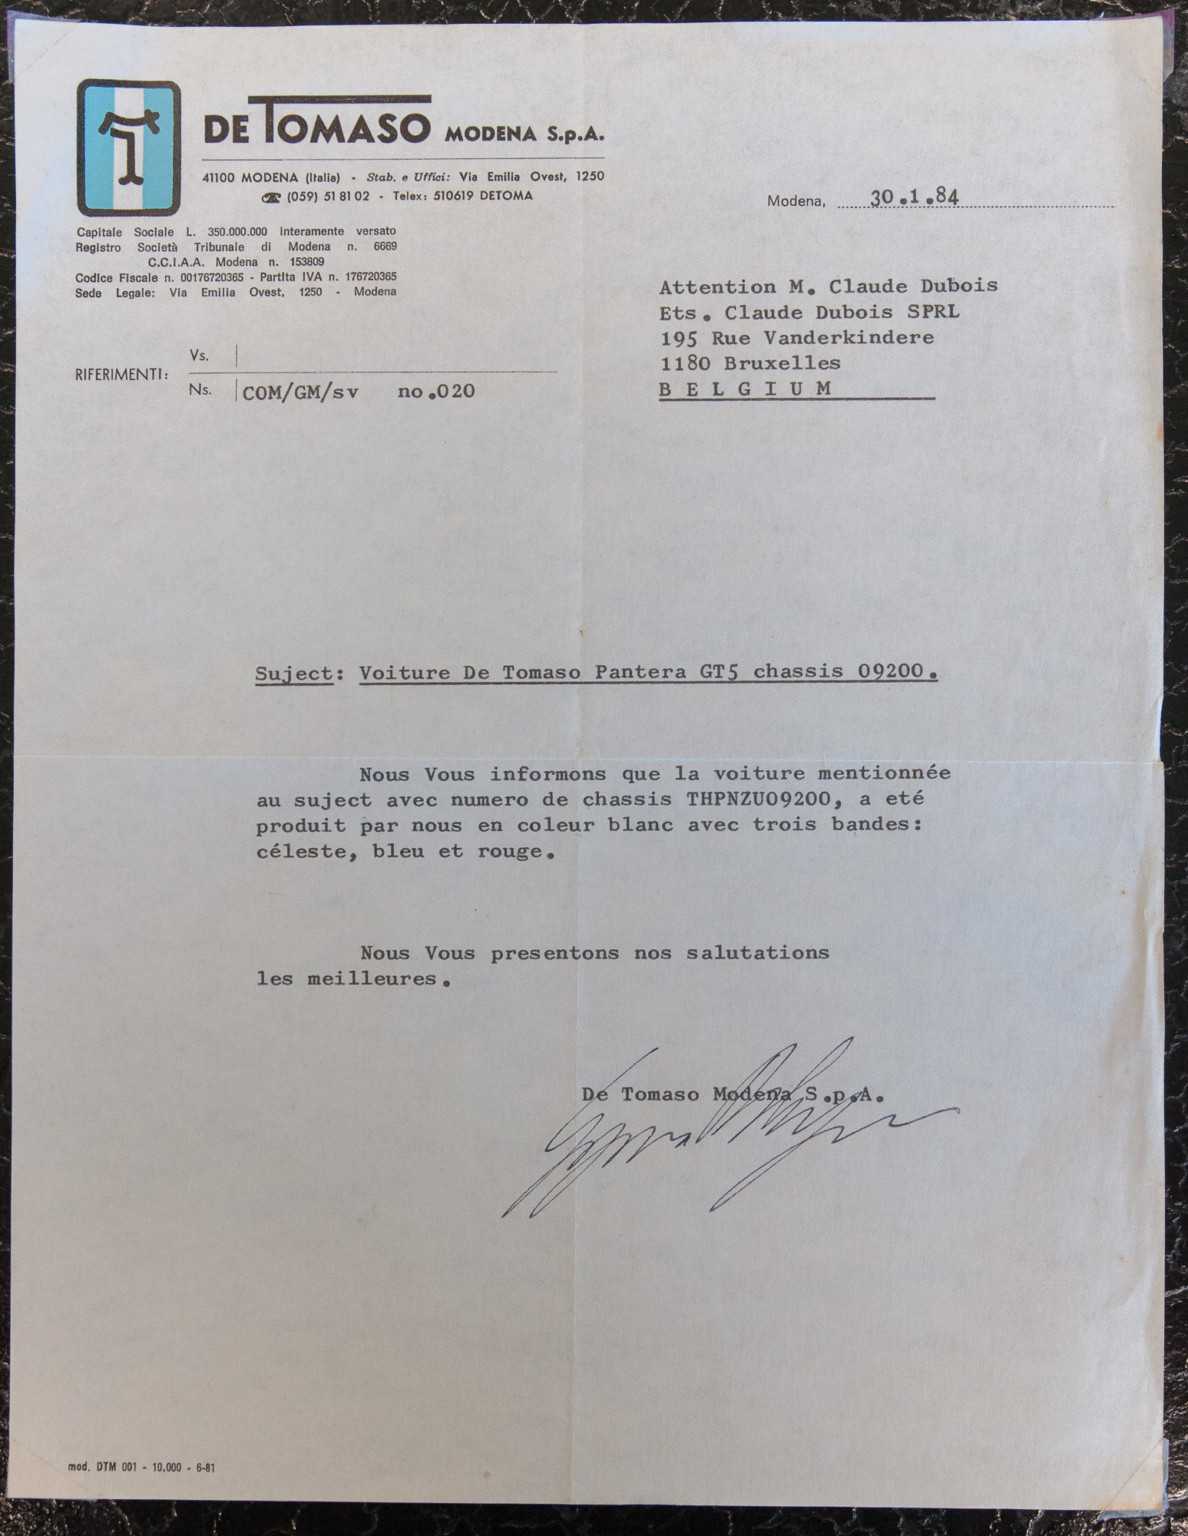 DE TOMASO MODENA S.p.A.
41100 MODENA (Italia) - Stab. e Uffici: Via Emilia Ovest, 1250
☎ (059) 51 81 02 - Telex: 510619 DETOMA
Capitale Sociale L. 350.000.000 interamente versato
Registro Società Tribunale di Modena n. 6669
C.C.I.A.A. Modena n. 153809
Codice Fiscale n. 00176720365 - Partita IVA n. 176720365
Sede Legale: Via Emilia Ovest, 1250 - Modena
Modena, 30.1.84
Attention M. Claude Dubois
Ets. Claude Dubois SPRL
195 Rue Vanderkindere
1180 Bruxelles
B E L G I U M
RIFERIMENTI:
Vs.
Ns. COM/GM/sv no.020
Suject: Voiture De Tomaso Pantera GT5 chassis 09200.
Nous Vous informons que la voiture mentionnée
au suject avec numero de chassis THPNZU09200, a eté
produit par nous en coleur blanc avec trois bandes:
céleste, bleu et rouge.
Nous Vous presentons nos salutations
les meilleures.
De Tomaso Modena S.p.A.
mod. DTM 001 - 10.000 - 6-81